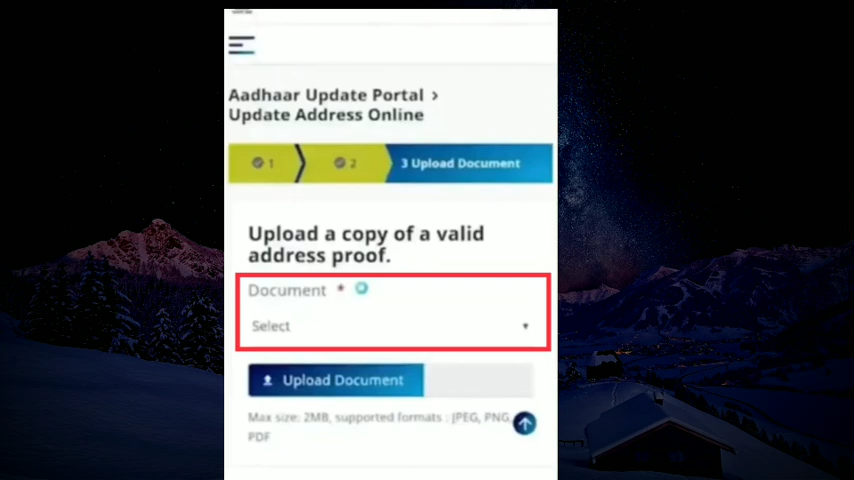 Aadhaar Update Portal >
Update Address Online
1
2
3 Upload Document
Upload a copy of a valid
address proof.
Document *
Select
Upload Document
Max size: 2MB, supported formats : JPEG, PNG,
PDF